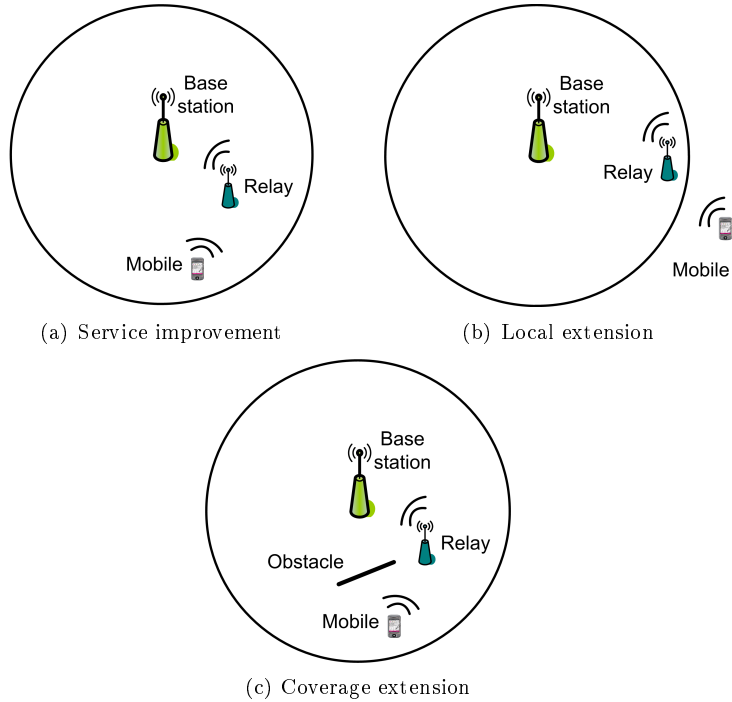 Base
station
Relay
Mobile
(a) Service improvement
Base
station
Relay
Mobile
(b) Local extension
Base
station
Relay
Obstacle
Mobile
(c) Coverage extension